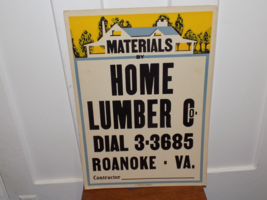 MATERIALS
BY
HOME
LUMBER Co.
DIAL 3-3685
ROANOKE - VA.
Contractor